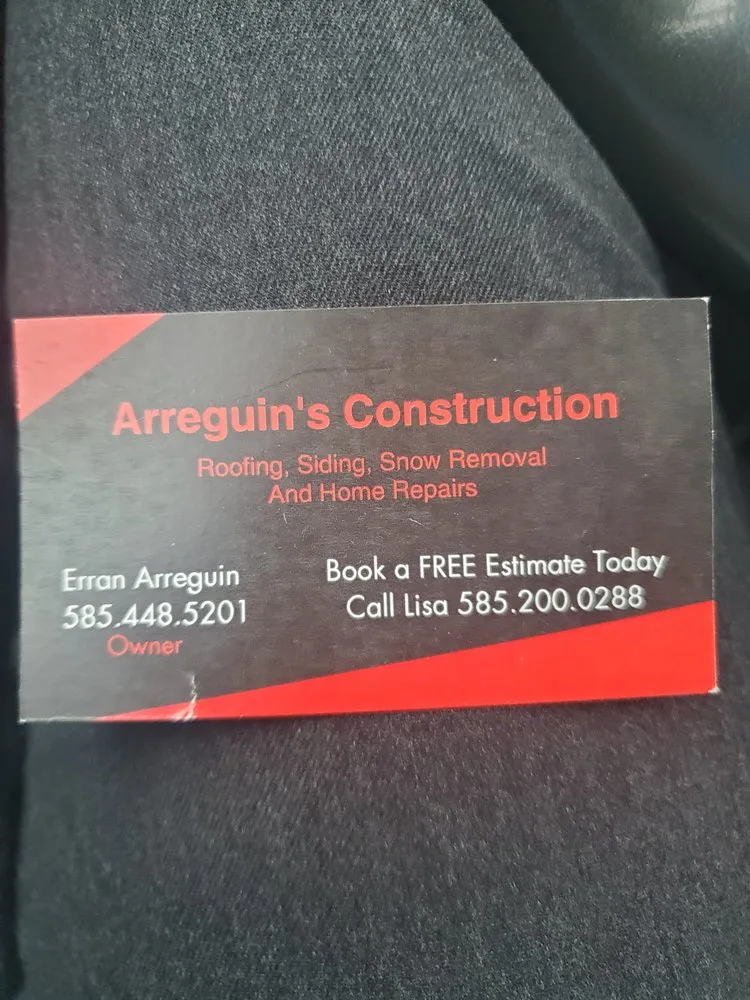 Arreguin's Construction
Roofing, Siding, Snow Removal
And Home Repairs
Erran Arreguin
585.448.5201
Owner
Book a FREE Estimate Today
Call Lisa 585.200.0288